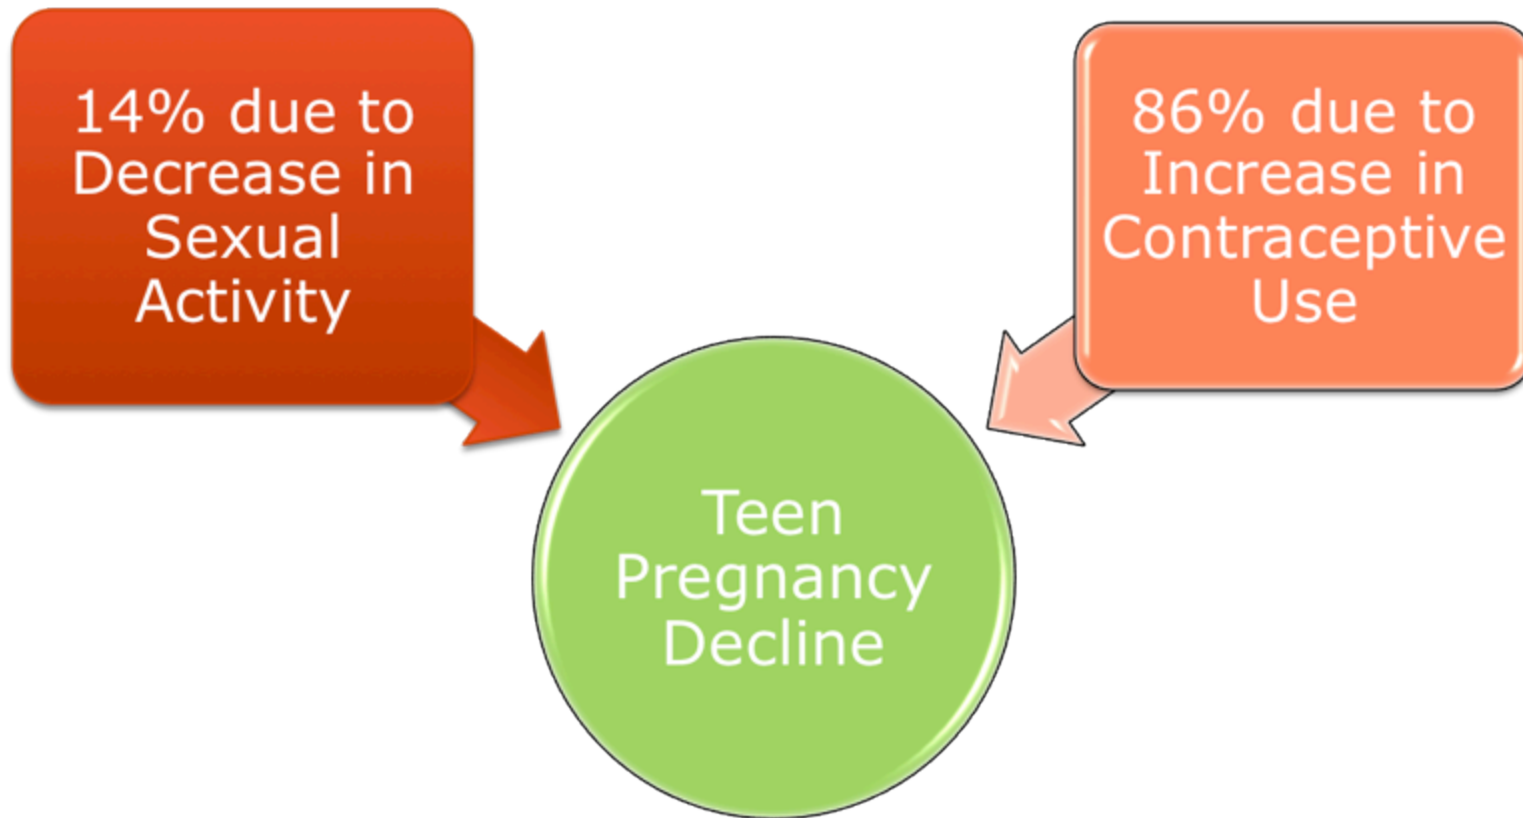 14% due to
Decrease in
Sexual
Activity
86% due to
Increase in
Contraceptive
Use
Teen
Pregnancy
Decline